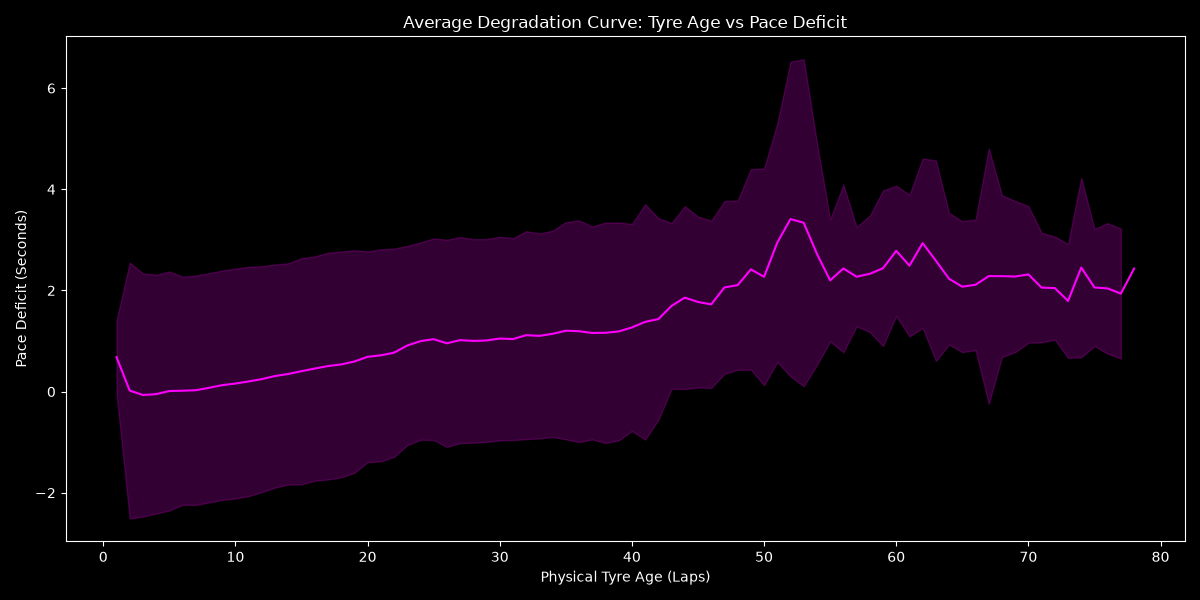 Average Degradation Curve: Tyre Age vs Pace Deficit
Pace Deficit (Seconds)
6
4
2
0
−2
0 10 20 30 40 50 60 70 80
Physical Tyre Age (Laps)